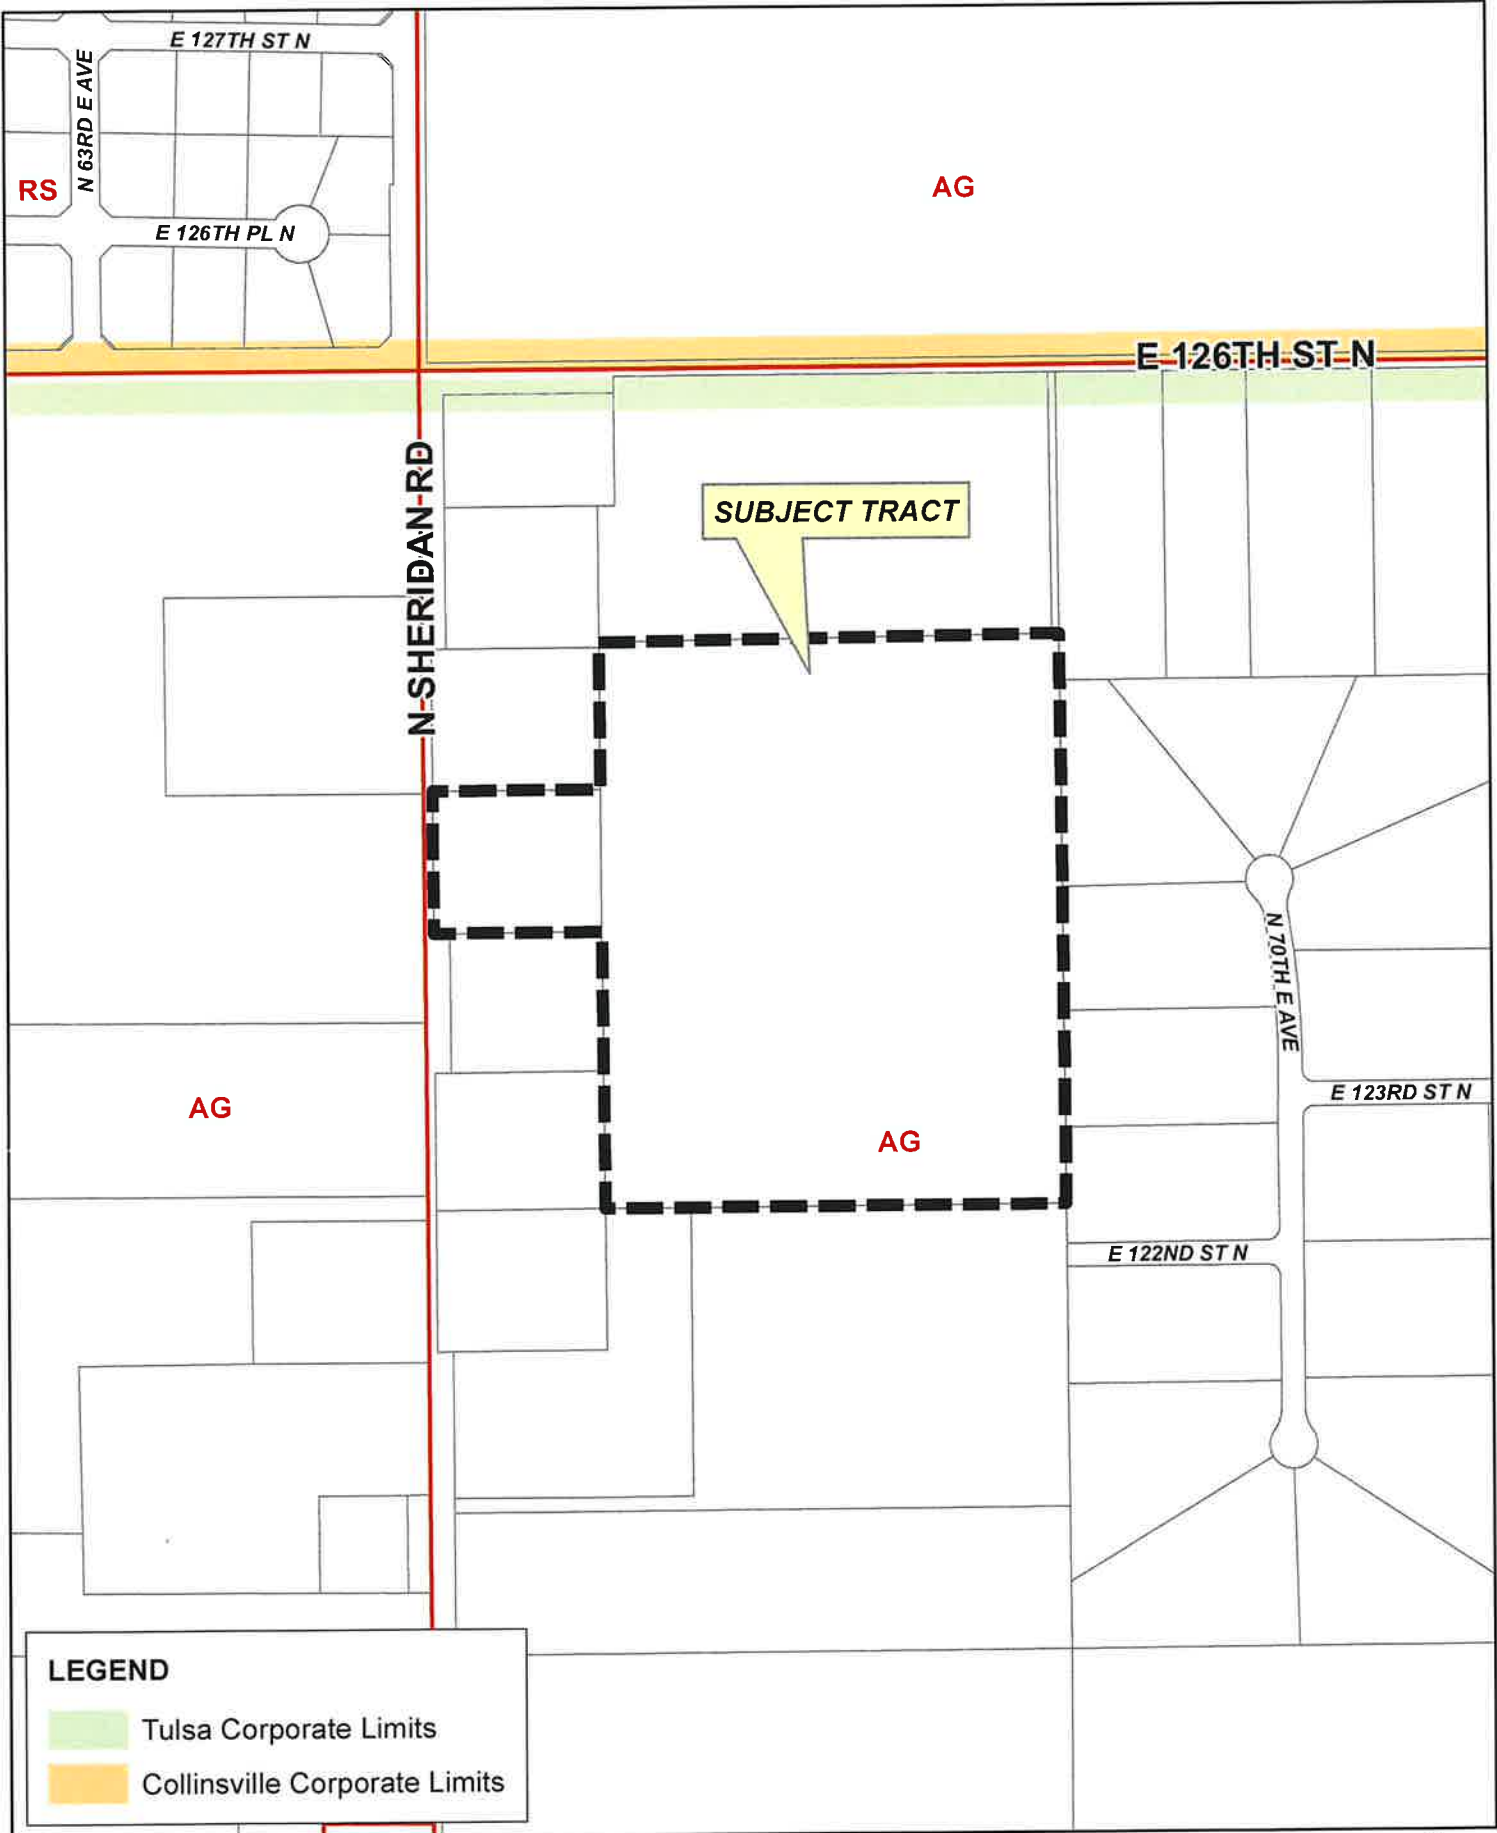 E 127TH ST N
N 63RD E AVE
RS
AG
E 126TH PL N
E 126TH ST N
N SHERIDAN RD
SUBJECT TRACT
N 70TH E AVE
E 123RD ST N
AG
AG
E 122ND ST N
LEGEND
Tulsa Corporate Limits
Collinsville Corporate Limits